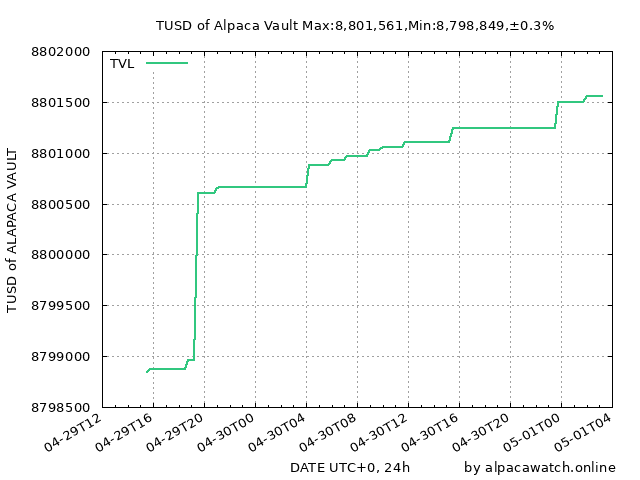 TUSD of Alpaca Vault Max:8,801,561,Min:8,798,849,±0.3%
TVL
TUSD of ALAPACA VAULT
8802000
8801500
8801000
8800500
8800000
8799500
8799000
8798500
04-29T12
04-29T16
04-29T20
04-30T00
04-30T04
04-30T08
04-30T12
04-30T16
04-30T20
05-01T00
05-01T04
DATE UTC+0, 24h
by alpacawatch.online